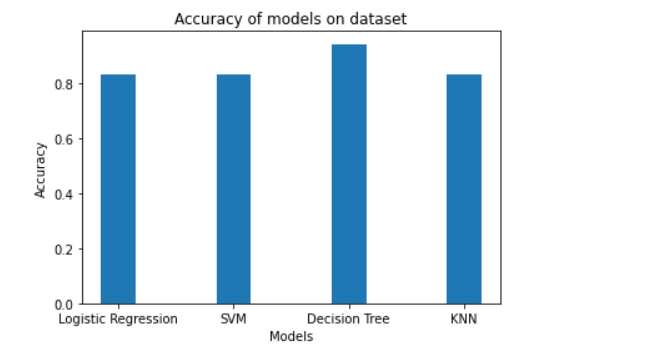 Accuracy of models on dataset
Accuracy
0.8
0.6
0.4
0.2
0.0
Logistic Regression SVM Decision Tree KNN
Models